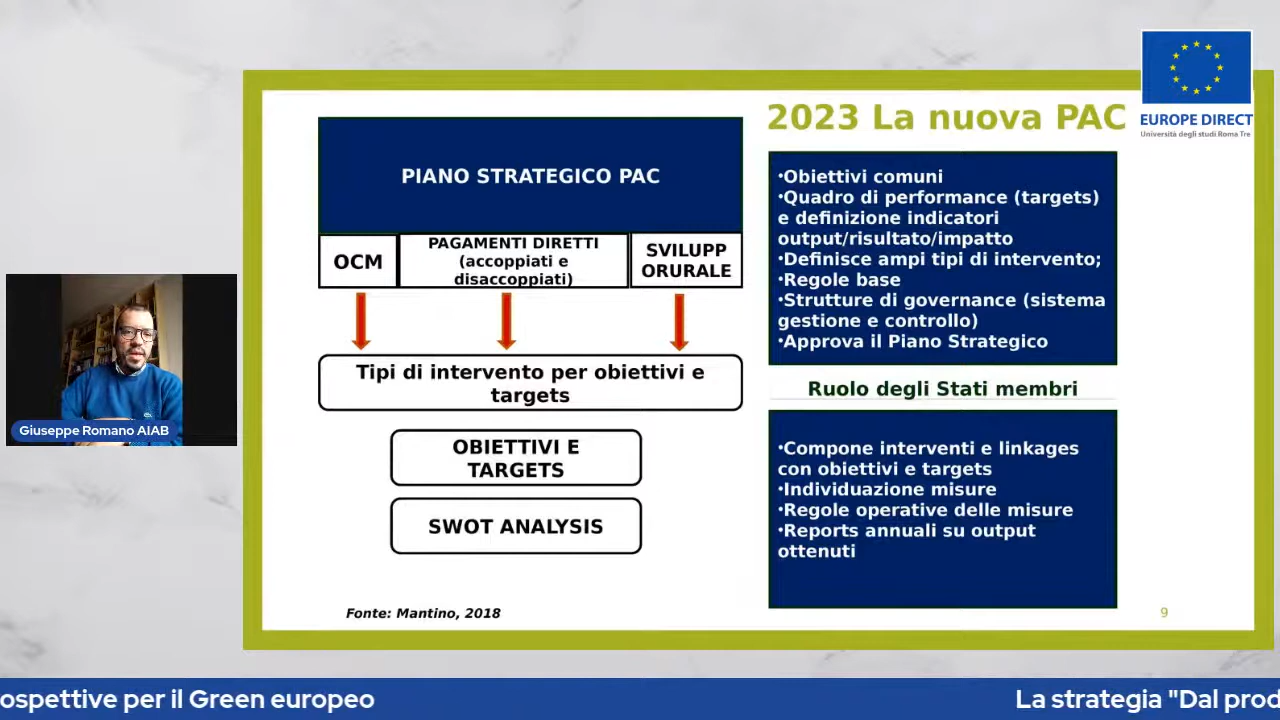 2023 La nuova PAC
EUROPE DIRECT
Università degli studi Roma Tre
PIANO STRATEGICO PAC
OCM
PAGAMENTI DIRETTI
(accoppiati e
disaccoppiati)
SVILUPP
ORURALE
Tipi di intervento per obiettivi e
targets
OBIETTIVI E
TARGETS
SWOT ANALYSIS
Fonte: Mantino, 2018
•Obiettivi comuni
•Quadro di performance (targets)
e definizione indicatori
output/risultato/impatto
•Definisce ampi tipi di intervento;
•Regole base
•Strutture di governance (sistema
gestione e controllo)
•Approva il Piano Strategico
Ruolo degli Stati membri
•Compone interventi e linkages
con obiettivi e targets
•Individuazione misure
•Regole operative delle misure
•Reports annuali su output
ottenuti
9
Giuseppe Romano AIAB
ospettive per il Green europeo
La strategia "Dal prod